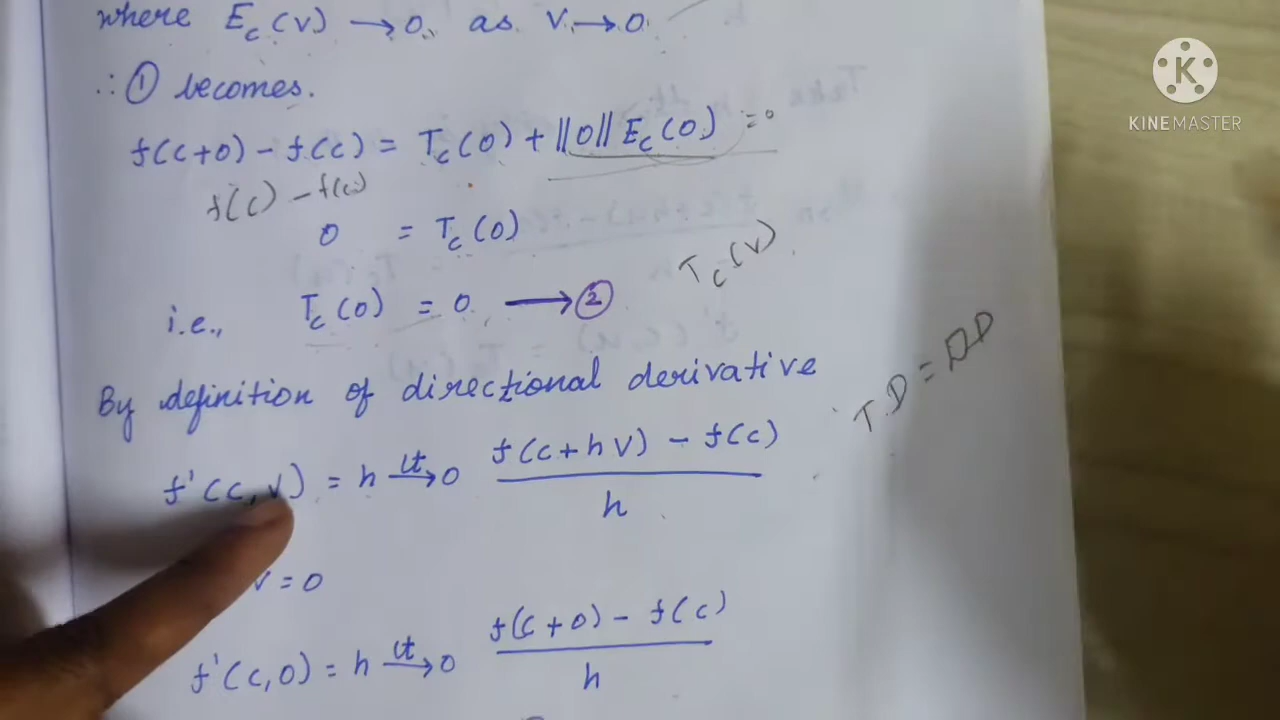 where E_c(v) → 0, as v → 0.
∴ ① becomes.
f(c+0) - f(c) = T_c(0) + ||0|| E_c(0) = 0
f(c) - f(c)
0 = T_c(0)
T_c(v)
i.e., T_c(0) = 0 → ②
By definition of directional derivative
T.D = DD
f'(c, v) = h lt→ 0 f(c+hv) - f(c) / h
v = 0
f'(c, 0) = h lt→ 0 f(c+0) - f(c) / h
KINEMASTER